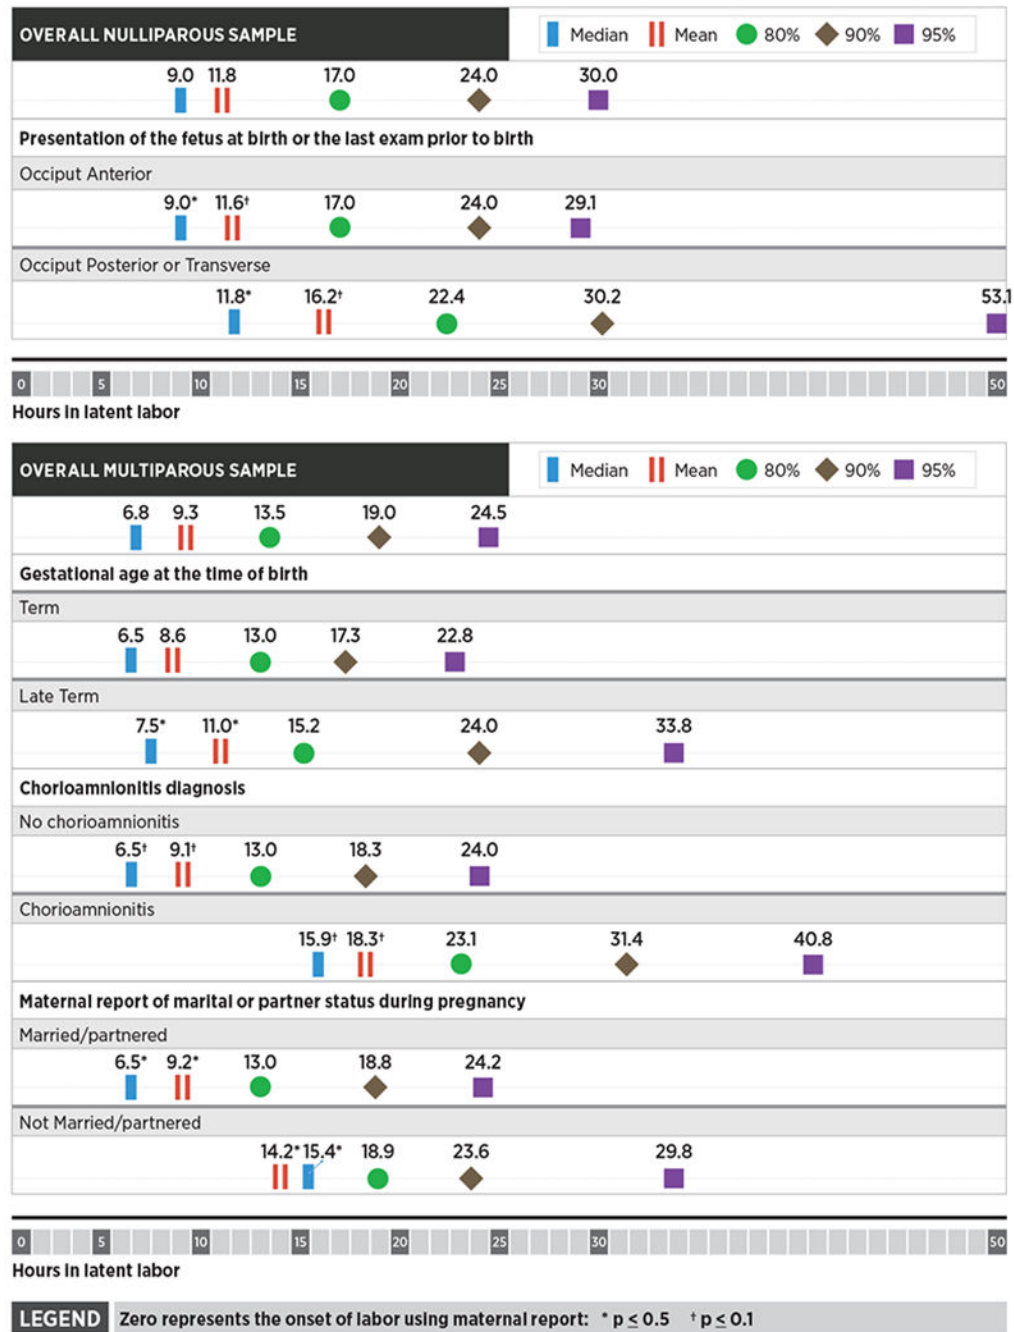 OVERALL NULLIPAROUS SAMPLE Median Mean 80% 90% 95%
9.0 11.8 17.0 24.0 30.0
Presentation of the fetus at birth or the last exam prior to birth
Occiput Anterior
9.0* 11.6† 17.0 24.0 29.1
Occiput Posterior or Transverse
11.8* 16.2† 22.4 30.2 53.1
0 5 10 15 20 25 30 50
Hours in latent labor
OVERALL MULTIPAROUS SAMPLE Median Mean 80% 90% 95%
6.8 9.3 13.5 19.0 24.5
Gestational age at the time of birth
Term
6.5 8.6 13.0 17.3 22.8
Late Term
7.5* 11.0* 15.2 24.0 33.8
Chorioamnionitis diagnosis
No chorioamnionitis
6.5† 9.1† 13.0 18.3 24.0
Chorioamnionitis
15.9† 18.3† 23.1 31.4 40.8
Maternal report of marital or partner status during pregnancy
Married/partnered
6.5* 9.2* 13.0 18.8 24.2
Not Married/partnered
14.2* 15.4* 18.9 23.6 29.8
0 5 10 15 20 25 30 50
Hours in latent labor
LEGEND Zero represents the onset of labor using maternal report: * p ≤ 0.5 † p ≤ 0.1